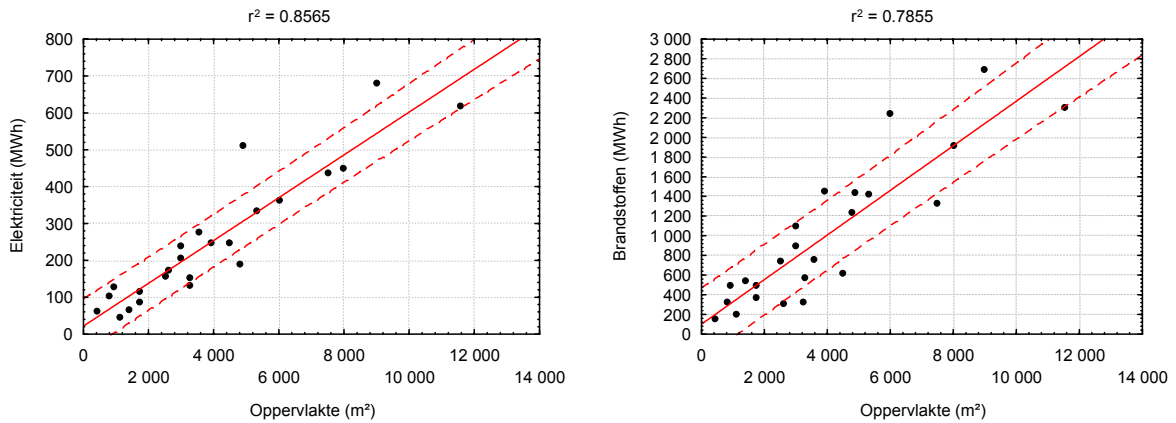 r² = 0.8565
800
700
600
500
400
300
200
100
0
Elektriciteit (MWh)
0 4 000 8 000 12 000
2 000 6 000 10 000 14 000
Oppervlakte (m²)
r² = 0.7855
3 000
2 800
2 600
2 400
2 200
2 000
1 800
1 600
1 400
1 200
1 000
800
600
400
200
0
Brandstoffen (MWh)
0 4 000 8 000 12 000
2 000 6 000 10 000 14 000
Oppervlakte (m²)